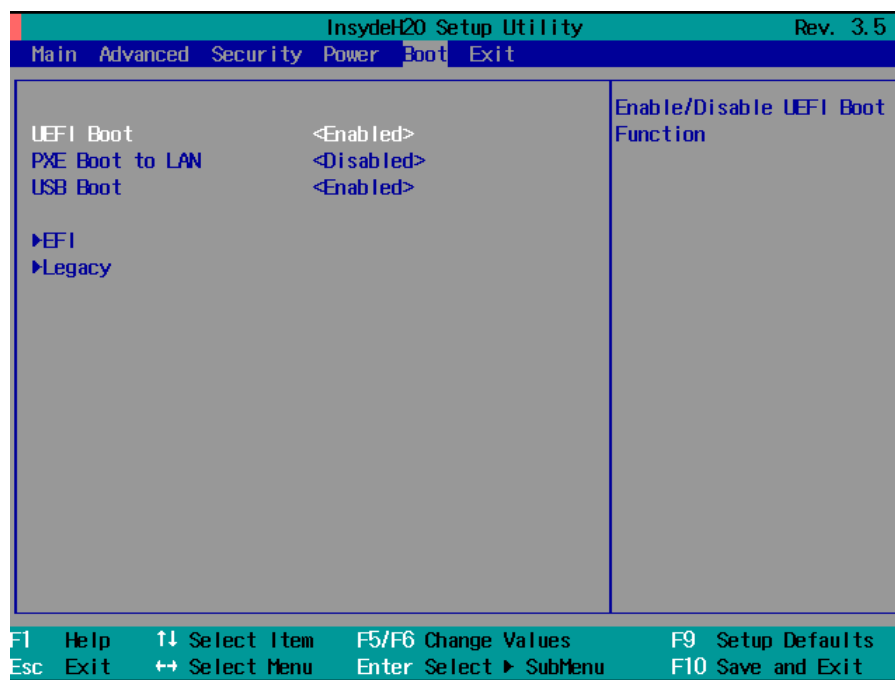 InsydeH2O Setup Utility Rev. 3.5
Main Advanced Security Power Boot Exit
UEFI Boot <Enabled>
PXE Boot to LAN <Disabled>
USB Boot <Enabled>
▶EFI
▶Legacy
Enable/Disable UEFI Boot
Function
F1 Help ↑↓ Select Item F5/F6 Change Values F9 Setup Defaults
Esc Exit ↔ Select Menu Enter Select ▶ SubMenu F10 Save and Exit